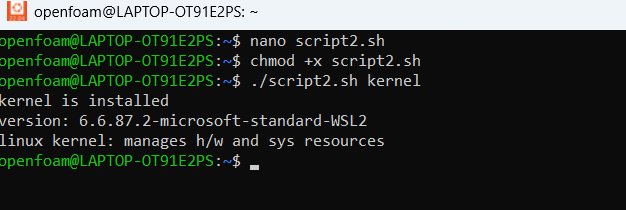 openfoam@LAPTOP-OT91E2PS: ~
openfoam@LAPTOP-OT91E2PS:~$ nano script2.sh
openfoam@LAPTOP-OT91E2PS:~$ chmod +x script2.sh
openfoam@LAPTOP-OT91E2PS:~$ ./script2.sh kernel
kernel is installed
version: 6.6.87.2-microsoft-standard-WSL2
linux kernel: manages h/w and sys resources
openfoam@LAPTOP-OT91E2PS:~$